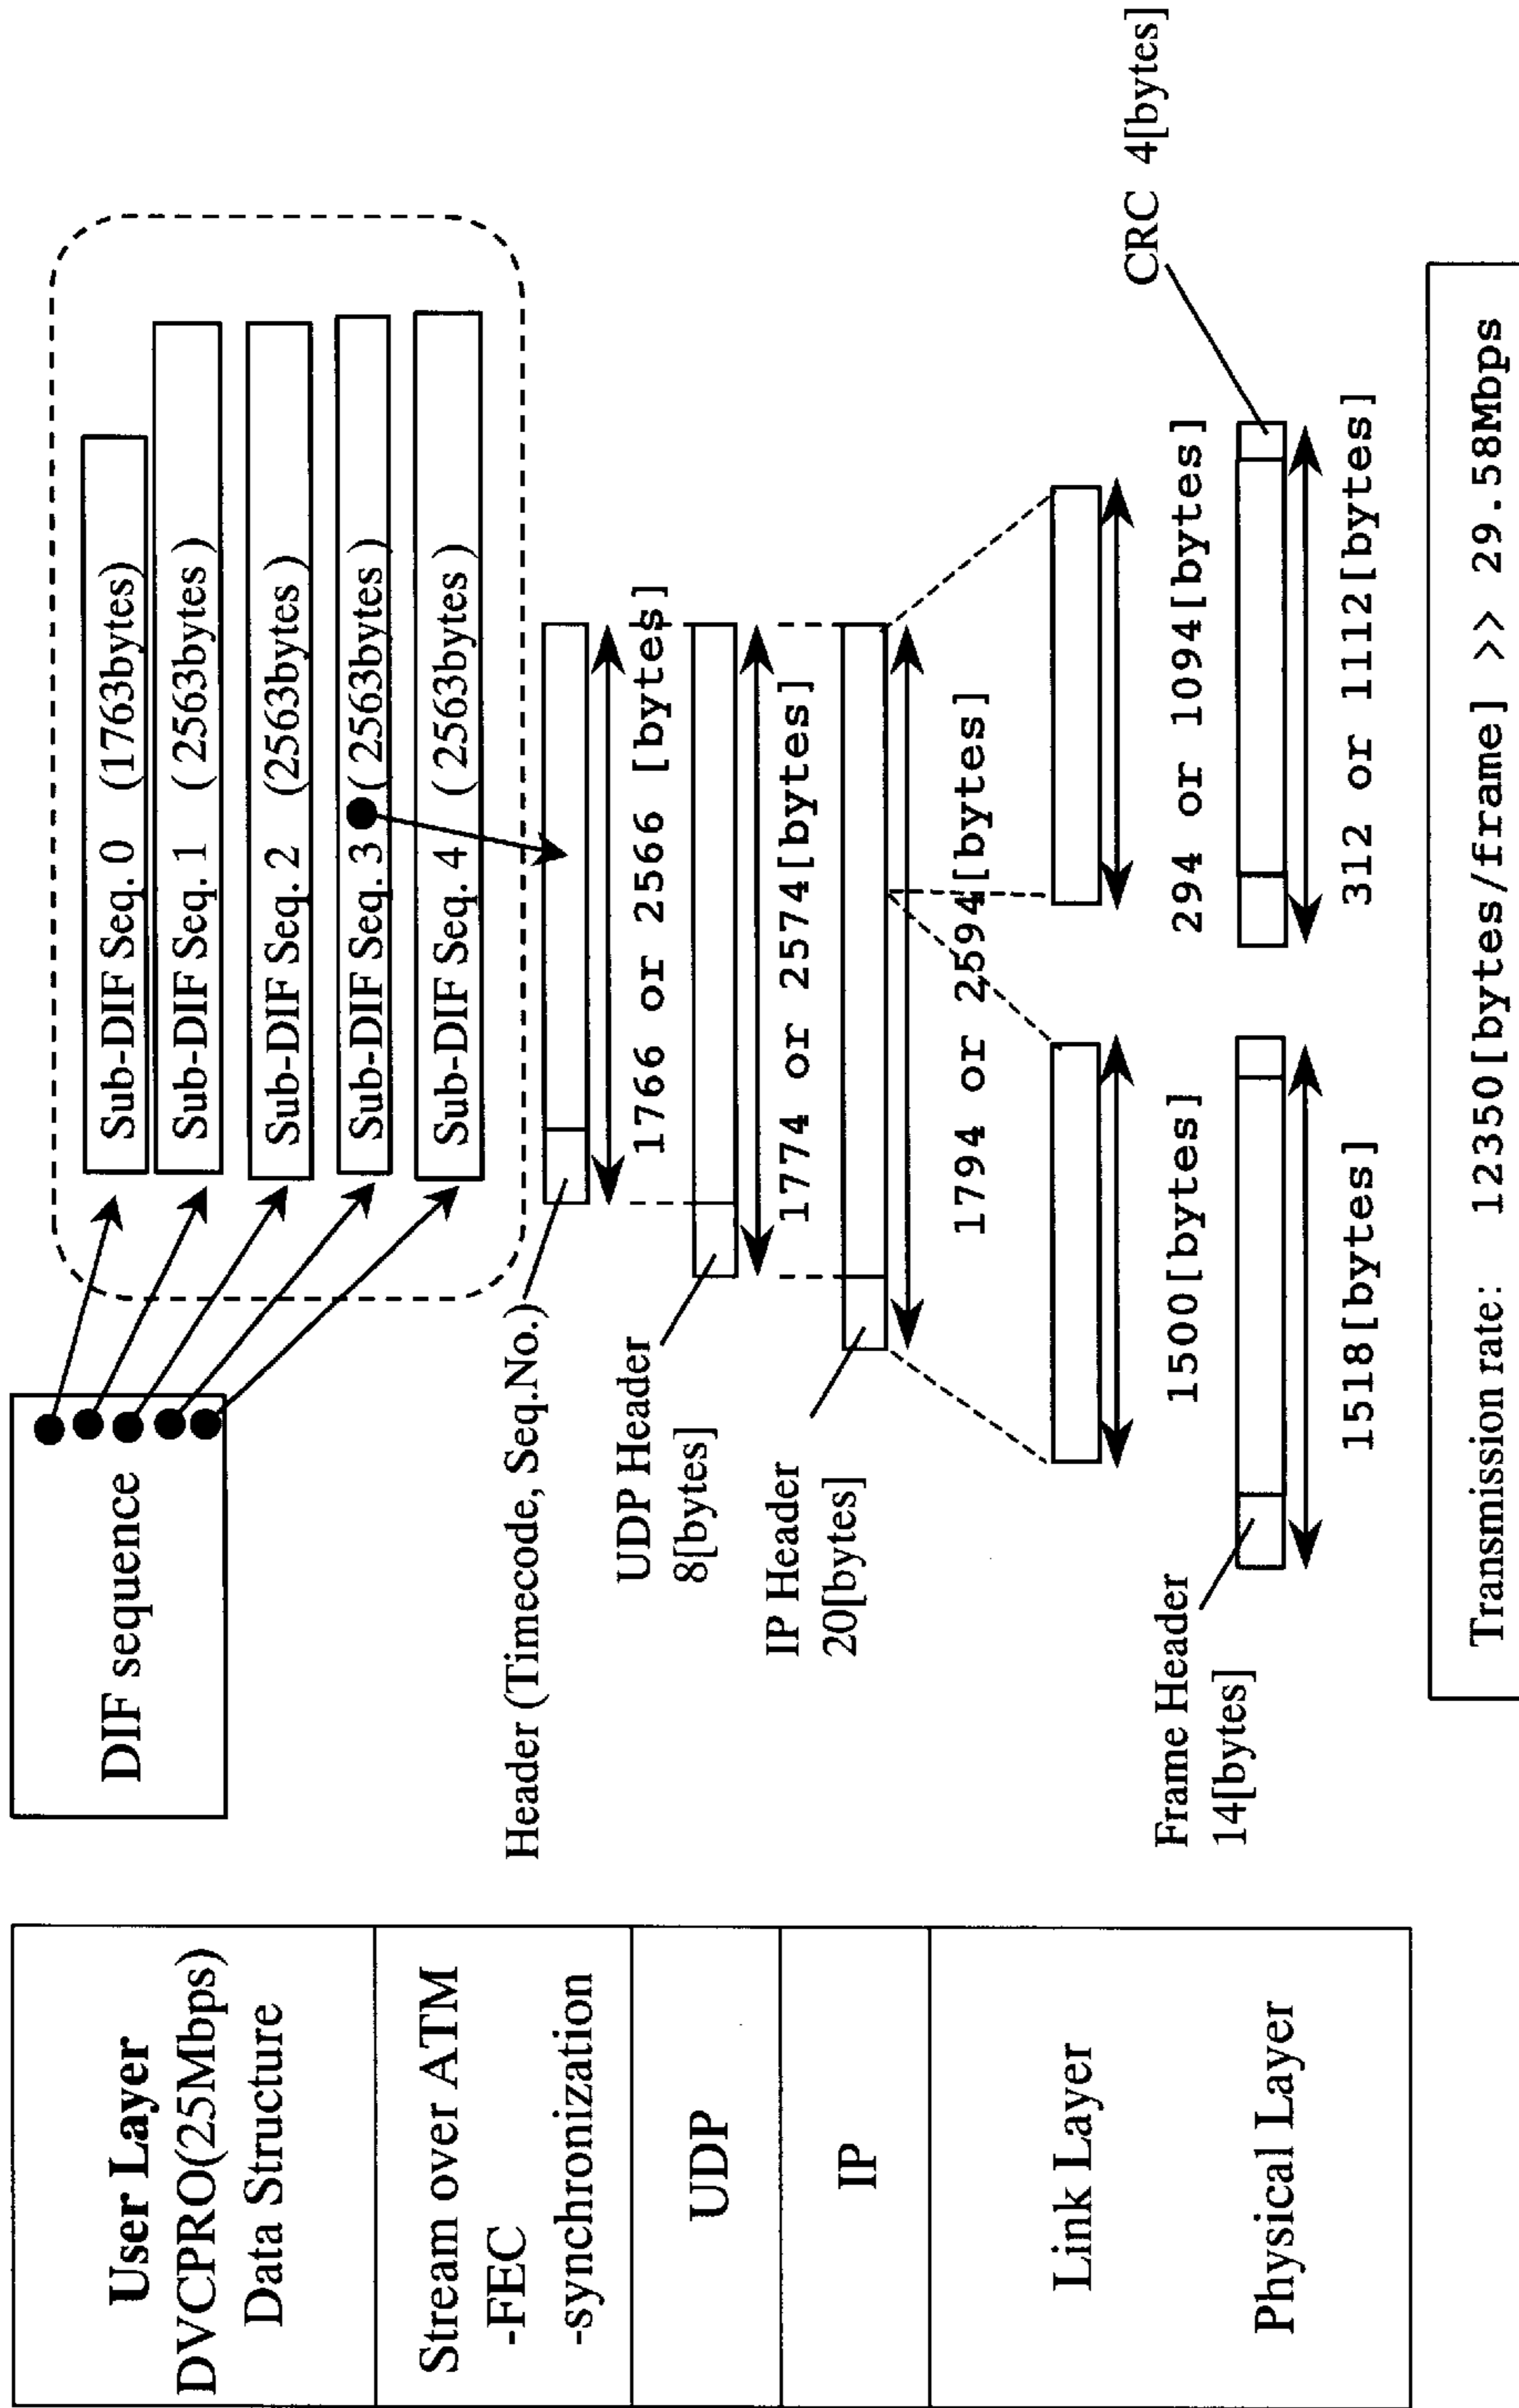 User Layer
DVCPRO(25Mbps)
Data Structure
Stream over ATM
-FEC
-synchronization
UDP
IP
Link Layer
Physical Layer
DIF sequence
Sub-DIF Seq. 0 (1763bytes)
Sub-DIF Seq. 1 (2563bytes)
Sub-DIF Seq. 2 (2563bytes)
Sub-DIF Seq. 3 (2563bytes)
Sub-DIF Seq. 4 (2563bytes)
Header (Timecode, Seq.No.)
1766 or 2566 [bytes]
UDP Header
8[bytes]
1774 or 2574[bytes]
IP Header
20[bytes]
1794 or 2594[bytes]
1500[bytes]
294 or 1094[bytes]
Frame Header
14[bytes]
CRC 4[bytes]
1518[bytes]
312 or 1112[bytes]
Transmission rate: 12350[bytes/frame] >> 29.58Mbps